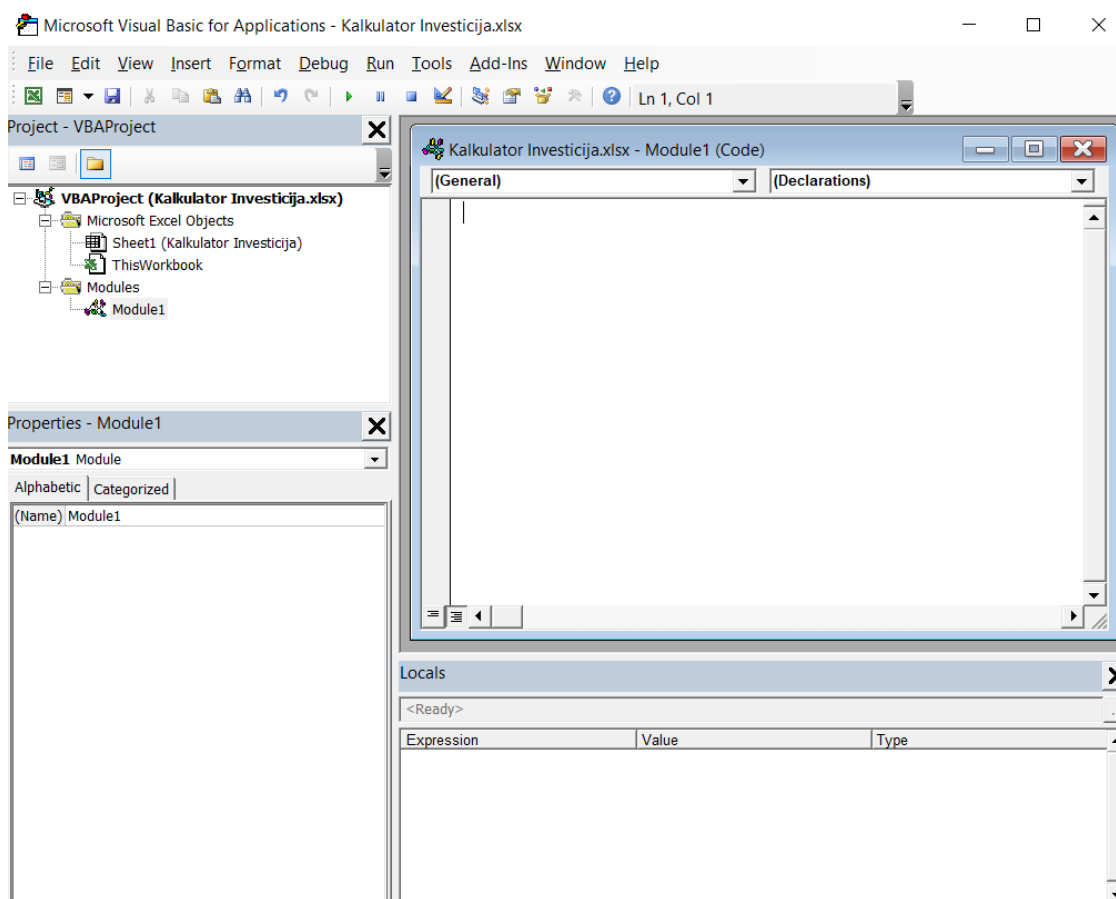 Microsoft Visual Basic for Applications - Kalkulator Investicija.xlsx
File Edit View Insert Format Debug Run Tools Add-Ins Window Help
Ln 1, Col 1
Project - VBAProject
VBAProject (Kalkulator Investicija.xlsx)
Microsoft Excel Objects
Sheet1 (Kalkulator Investicija)
ThisWorkbook
Modules
Module1
Properties - Module1
Module1 Module
Alphabetic Categorized
(Name) Module1
Kalkulator Investicija.xlsx - Module1 (Code)
(General) (Declarations)
Locals
<Ready>
Expression Value Type